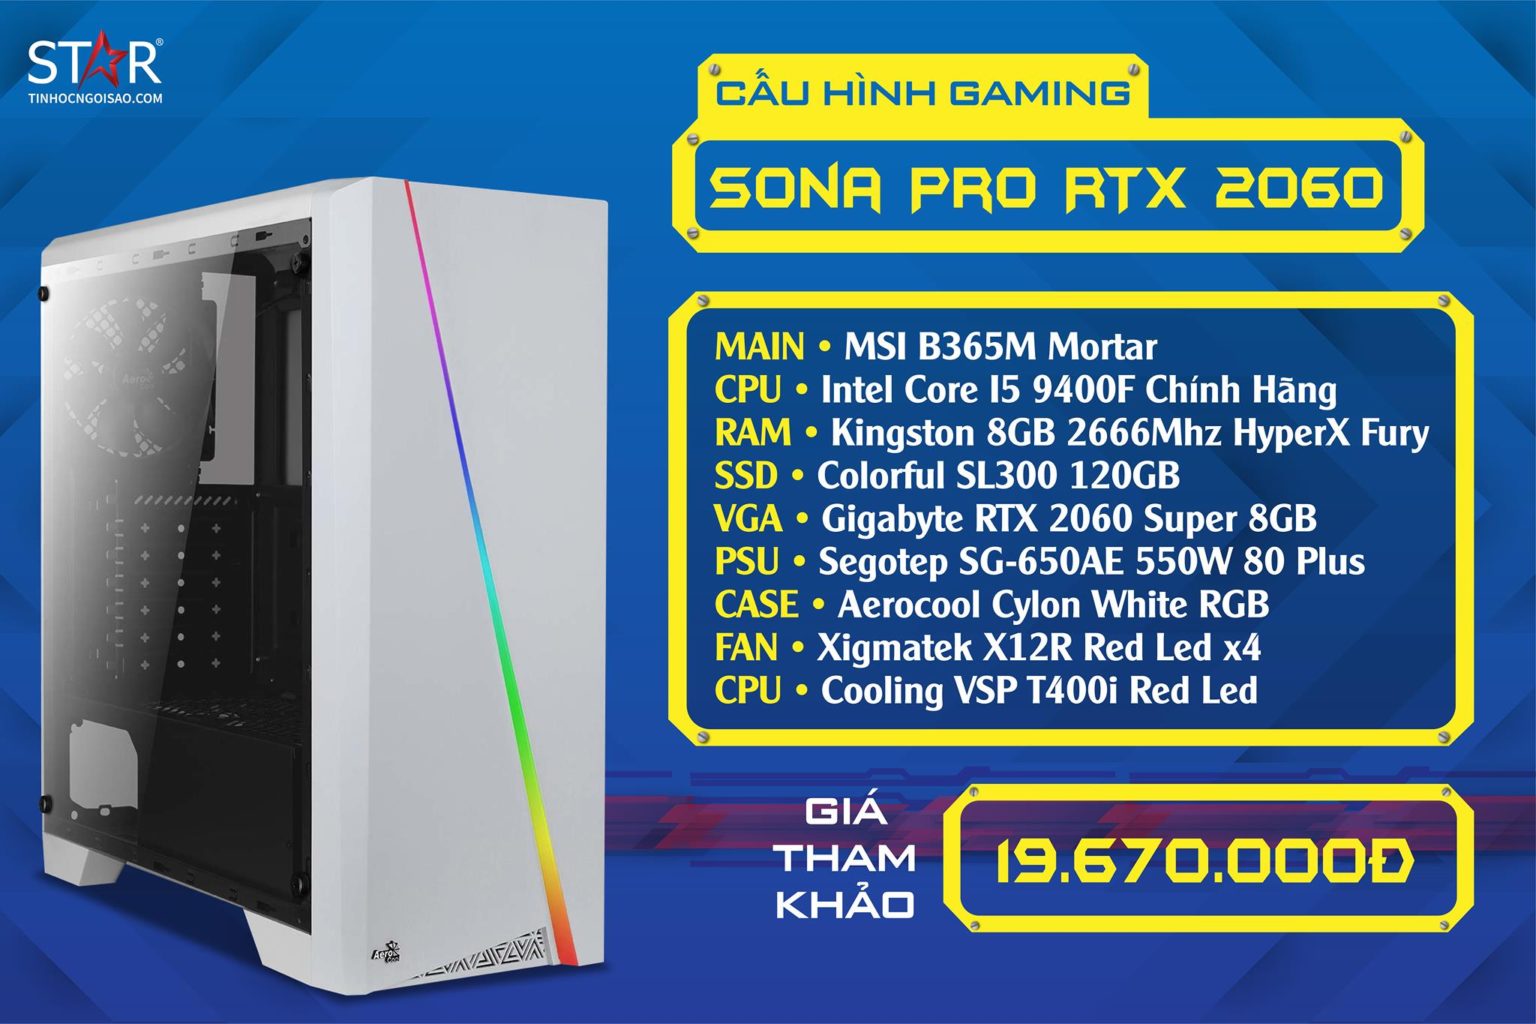 STAR®
TINHOCNGOISAO.COM
CẤU HÌNH GAMING
SONA PRO RTX 2060
MAIN • MSI B365M Mortar
CPU • Intel Core I5 9400F Chính Hãng
RAM • Kingston 8GB 2666Mhz HyperX Fury
SSD • Colorful SL300 120GB
VGA • Gigabyte RTX 2060 Super 8GB
PSU • Segotep SG-650AE 550W 80 Plus
CASE • Aerocool Cylon White RGB
FAN • Xigmatek X12R Red Led x4
CPU • Cooling VSP T400i Red Led
GIÁ
THAM
KHẢO
19.670.000Đ
Aero
cool